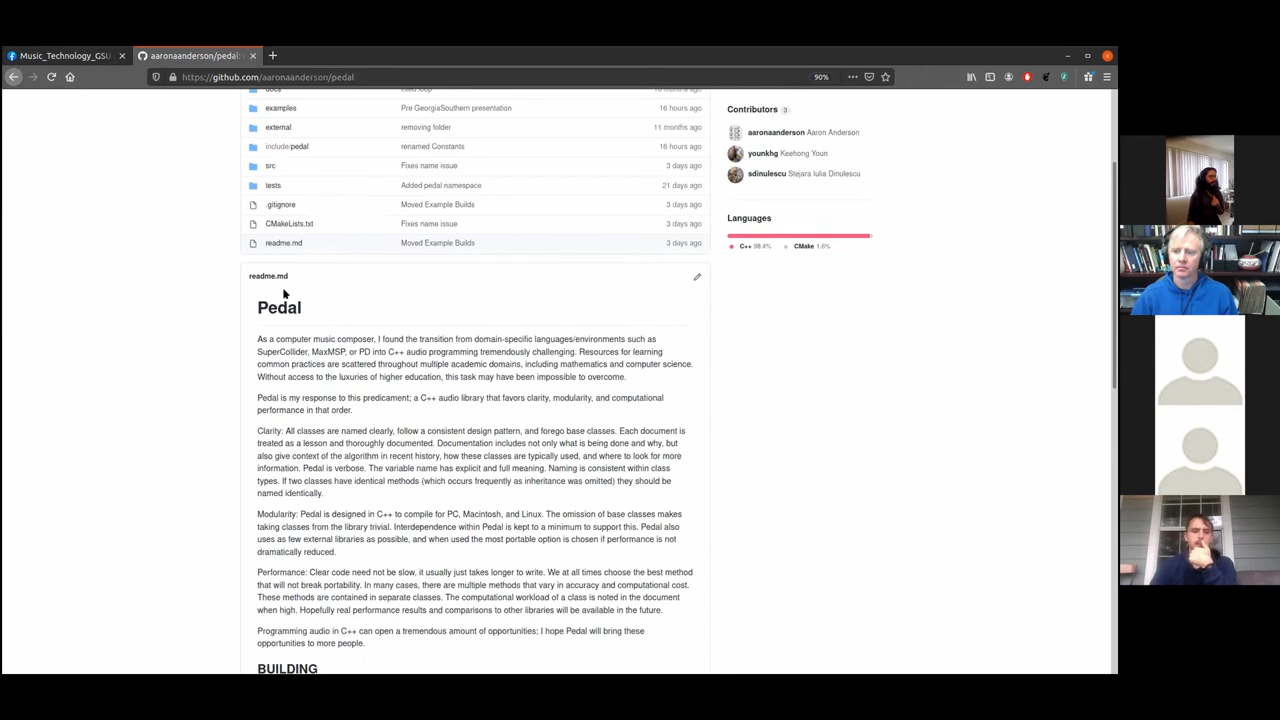 Music_Technology_GSU
aaronaanderson/pedal:
https://github.com/aaronaanderson/pedal
90%
examples Pre GeorgiaSouthern presentation 16 hours ago
external removing folder 11 months ago
include/pedal renamed Constants 16 hours ago
src Fixes name issue 3 days ago
tests Added pedal namespace 21 days ago
.gitignore Moved Example Builds 3 days ago
CMakeLists.txt Fixes name issue 3 days ago
readme.md Moved Example Builds 3 days ago
Contributors 3
aaronaanderson Aaron Anderson
younkhg Keehong Youn
sdinulescu Stejara Iulia Dinulescu
Languages
C++ 98.4% CMake 1.6%
readme.md
Pedal
As a computer music composer, I found the transition from domain-specific languages/environments such as
SuperCollider, MaxMSP, or PD into C++ audio programming tremendously challenging. Resources for learning
common practices are scattered throughout multiple academic domains, including mathematics and computer science.
Without access to the luxuries of higher education, this task may have been impossible to overcome.
Pedal is my response to this predicament; a C++ audio library that favors clarity, modularity, and computational
performance in that order.
Clarity: All classes are named clearly, follow a consistent design pattern, and forego base classes. Each document is
treated as a lesson and thoroughly documented. Documentation includes not only what is being done and why, but
also give context of the algorithm in recent history, how these classes are typically used, and where to look for more
information. Pedal is verbose. The variable name has explicit and full meaning. Naming is consistent within class
types. If two classes have identical methods (which occurs frequently as inheritance was omitted) they should be
named identically.
Modularity: Pedal is designed in C++ to compile for PC, Macintosh, and Linux. The omission of base classes makes
taking classes from the library trivial. Interdependence within Pedal is kept to a minimum to support this. Pedal also
uses as few external libraries as possible, and when used the most portable option is chosen if performance is not
dramatically reduced.
Performance: Clear code need not be slow, it usually just takes longer to write. We at all times choose the best method
that will not break portability. In many cases, there are multiple methods that vary in accuracy and computational cost.
These methods are contained in separate classes. The computational workload of a class is noted in the document
when high. Hopefully real performance results and comparisons to other libraries will be available in the future.
Programming audio in C++ can open a tremendous amount of opportunities; I hope Pedal will bring these
opportunities to more people.
BUILDING